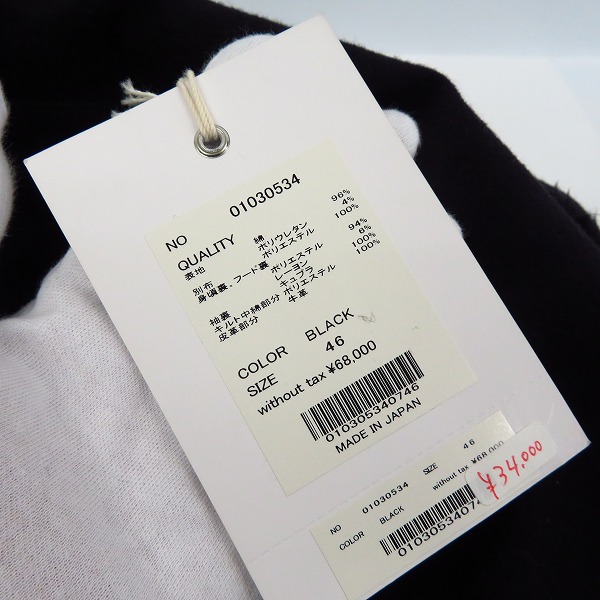 NO 01030534
QUALITY
表地 綿 96%
ポリウレタン 4%
別布 ポリエステル 100%
身頃裏、フード裏
ポリエステル 94%
レーヨン 6%
袖裏 キュプラ 100%
キルト中綿部分 ポリエステル 100%
皮革部分 牛革
COLOR BLACK
SIZE 46
without tax ¥68,000
010305340746
MADE IN JAPAN
NO 01030534 SIZE 46
COLOR BLACK without tax ¥68,000
¥34,000